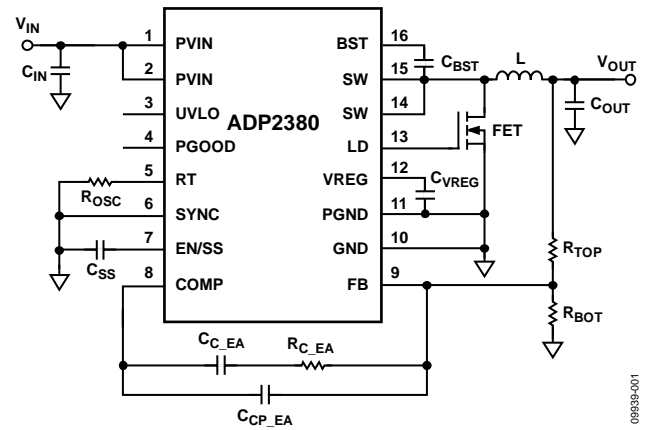 VIN
CIN
1 PVIN
2 PVIN
3 UVLO
4 PGOOD
5 RT
ROSC
6 SYNC
7 EN/SS
CSS
8 COMP
ADP2380
BST 16
CBST
SW 15
SW 14
LD 13
VREG 12
CVREG
PGND 11
GND 10
FB 9
L
VOUT
COUT
FET
RTOP
RBOT
CC_EA
RC_EA
CCP_EA
09939-001